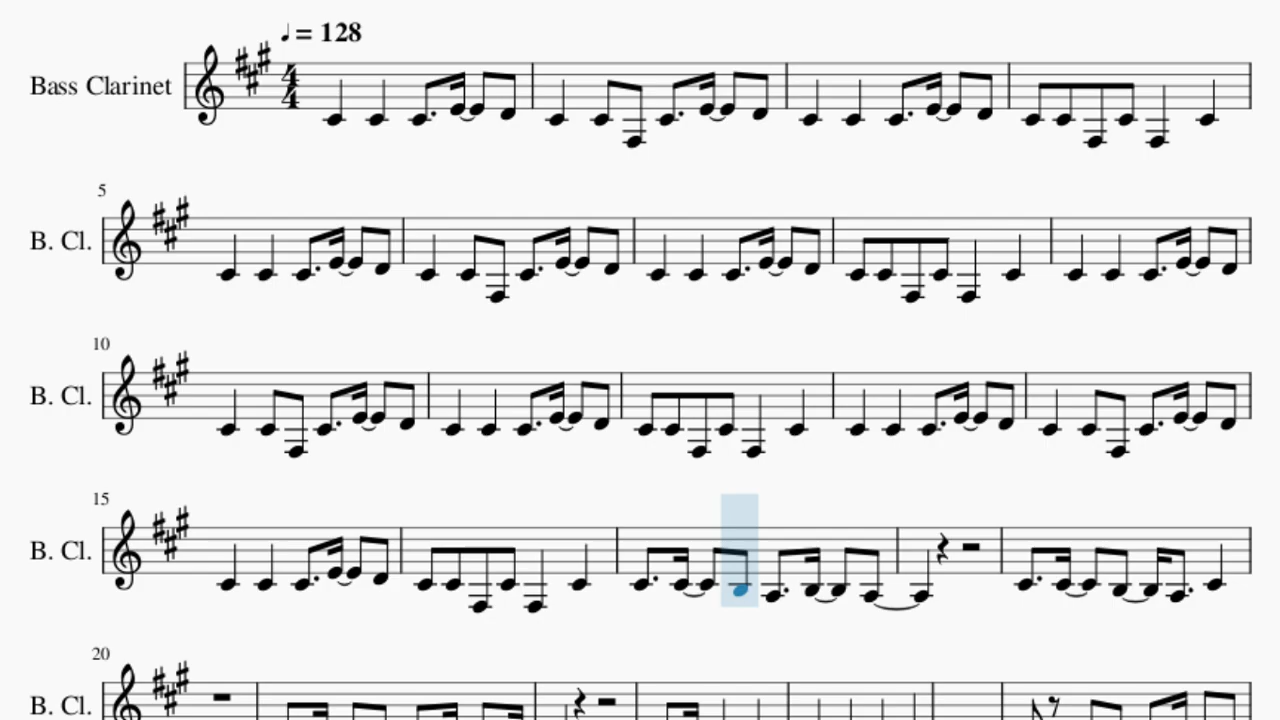 ♩ = 128
Bass Clarinet
4
4
5
B. Cl.
10
B. Cl.
15
B. Cl.
20
B. Cl.